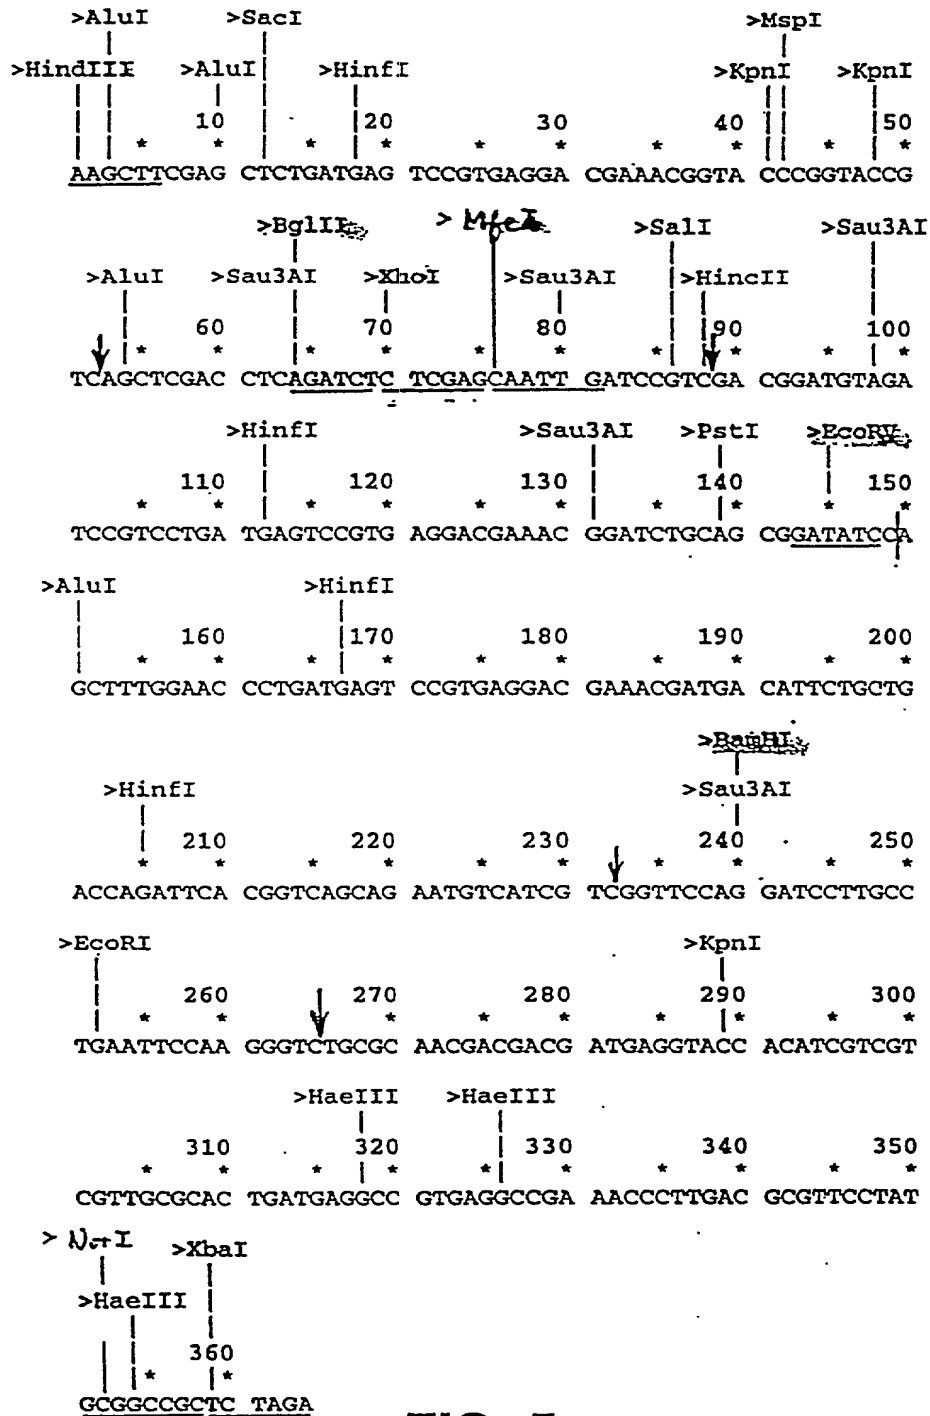 >AluI >SacI >MspI
>HindIII >AluI >HinfI >KpnI >KpnI
10 20 30 40 50
* * * * * * * * * *
AAGCTTCGAG CTCTGATGAG TCCGTGAGGA CGAAACGGTA CCCGGTACCG
>BglII >MfeI >SalI >Sau3AI
>AluI >Sau3AI >XhoI >Sau3AI >HincII
60 70 80 90 100
* * * * * * * * * *
TCAGCTCGAC CTCAGATCTC TCGAGCAATT GATCCGTCGA CGGATGTAGA
>HinfI >Sau3AI >PstI >EcoRV
110 120 130 140 150
* * * * * * * * * *
TCCGTCCTGA TGAGTCCGTG AGGACGAAAC GGATCTGCAG CGGATATCCA
>AluI >HinfI
160 170 180 190 200
* * * * * * * * * *
GCTTTGGAAC CCTGATGAGT CCGTGAGGAC GAAACGATGA CATTCTGCTG
>BamHI
>HinfI >Sau3AI
210 220 230 240 250
* * * * * * * * * *
ACCAGATTCA CGGTCAGCAG AATGTCATCG TCGGTTCCAG GATCCTTGCC
>EcoRI >KpnI
260 270 280 290 300
* * * * * * * * * *
TGAATTCCAA GGGTCTGCGC AACGACGACG ATGAGGTACC ACATCGTCGT
>HaeIII >HaeIII
310 320 330 340 350
* * * * * * * * * *
CGTTGCGCAC TGATGAGGCC GTGAGGCCGA AACCCTTGAC GCGTTCCTAT
> NotI >XbaI
>HaeIII
360
* *
GCGGCCGCTC TAGA